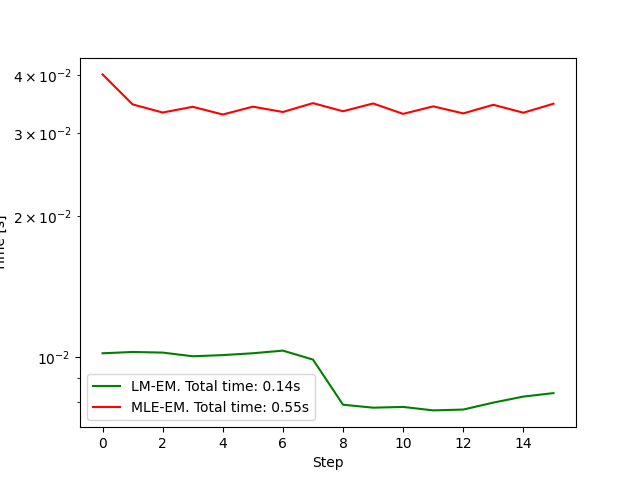 4 × 10⁻²
3 × 10⁻²
2 × 10⁻²
10⁻²
[s]
LM-EM. Total time: 0.14s
MLE-EM. Total time: 0.55s
0 2 4 6 8 10 12 14
Step